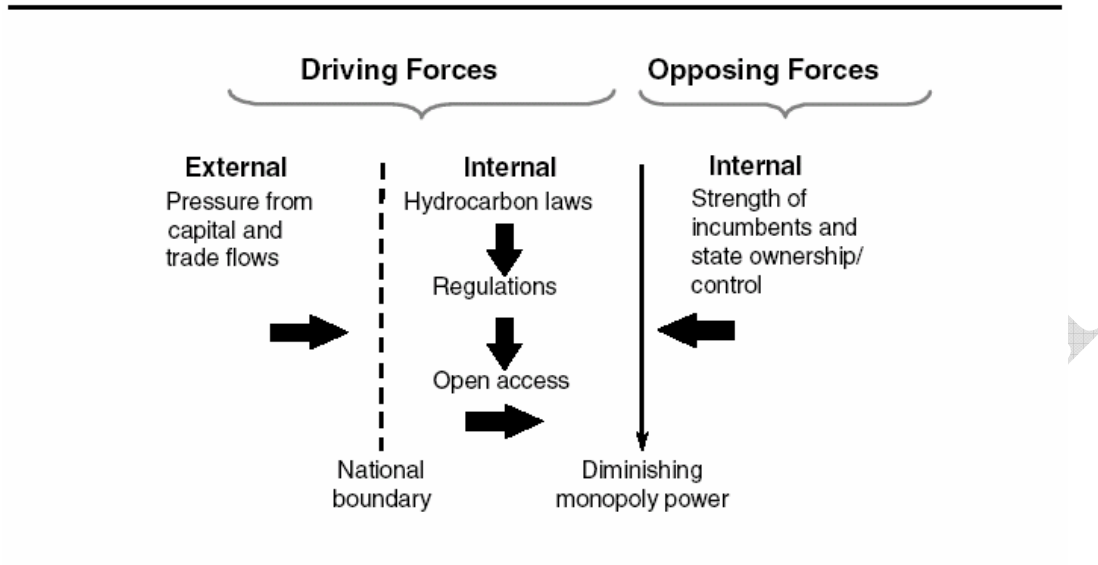 Driving Forces
Opposing Forces
External
Pressure from
capital and
trade flows
Internal
Hydrocarbon laws
Regulations
Open access
Internal
Strength of
incumbents and
state ownership/
control
National
boundary
Diminishing
monopoly power